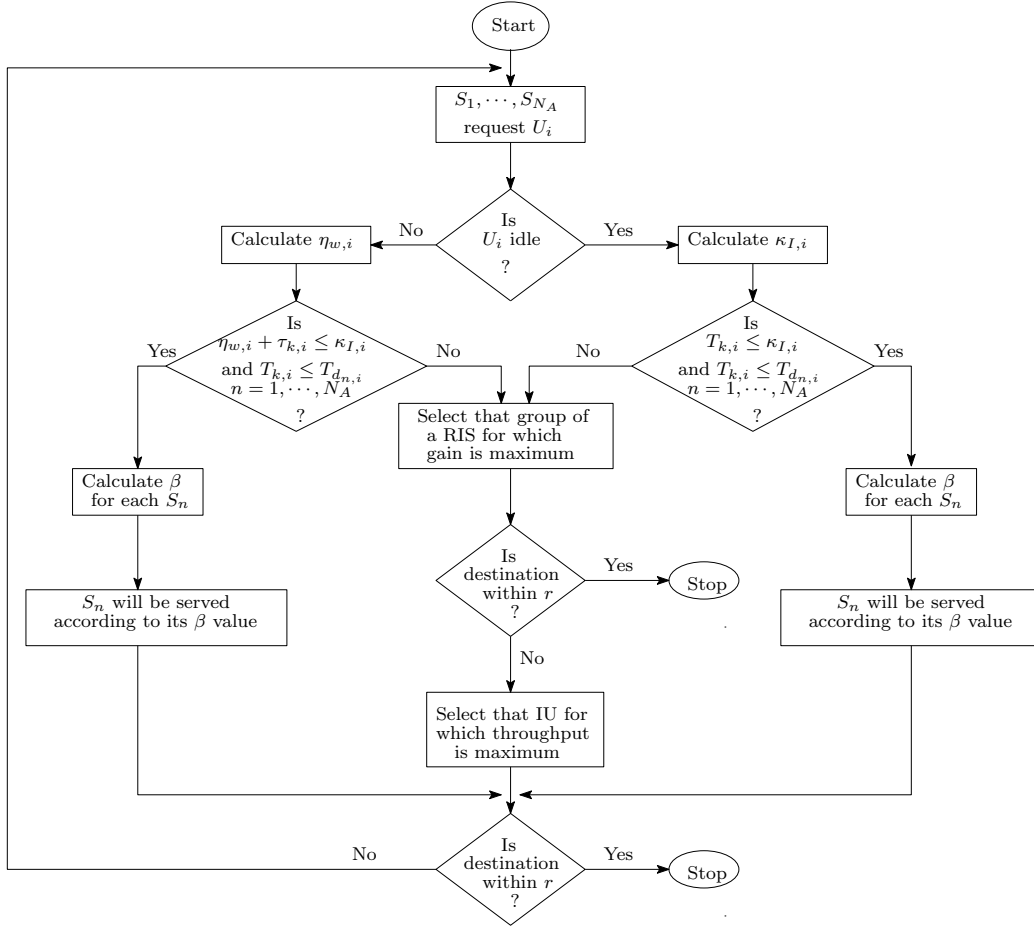 Start
S_1, ⋯, S_{N_A}
request U_i
Is
U_i idle
?
No
Yes
Calculate η_{w,i}
Calculate κ_{I,i}
Is
η_{w,i} + τ_{k,i} ≤ κ_{I,i}
and T_{k,i} ≤ T_{d_{n,i}}
n = 1, ⋯, N_A
?
Yes
No
Is
T_{k,i} ≤ κ_{I,i}
and T_{k,i} ≤ T_{d_{n,i}}
n = 1, ⋯, N_A
?
No
Yes
Select that group of
a RIS for which
gain is maximum
Calculate β
for each S_n
Calculate β
for each S_n
Is
destination
within r
?
Yes
Stop
No
S_n will be served
according to its β value
S_n will be served
according to its β value
Select that IU for
which throughput
is maximum
Is
destination
within r
?
No
Yes
Stop